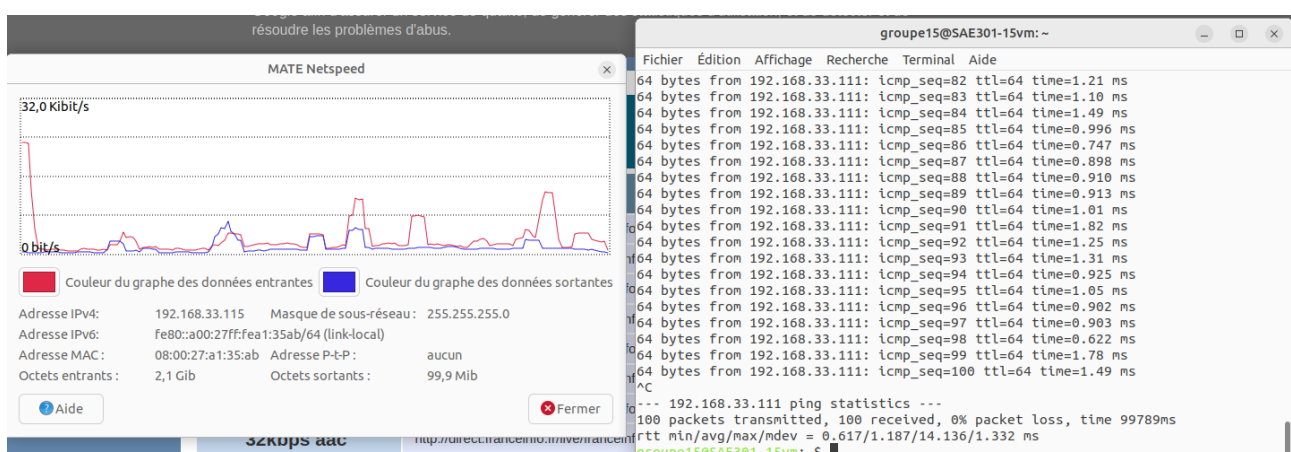 résoudre les problèmes d'abus.
MATE Netspeed
32,0 Kibit/s
0 bit/s
Couleur du graphe des données entrantes
Couleur du graphe des données sortantes
Adresse IPv4: 192.168.33.115 Masque de sous-réseau : 255.255.255.0
Adresse IPv6: fe80::a00:27ff:fea1:35ab/64 (link-local)
Adresse MAC : 08:00:27:a1:35:ab Adresse P-t-P : aucun
Octets entrants : 2,1 Gib Octets sortants : 99,9 Mib
Aide
Fermer
32kbps aac
groupe15@SAE301-15vm: ~
Fichier Édition Affichage Recherche Terminal Aide
64 bytes from 192.168.33.111: icmp_seq=82 ttl=64 time=1.21 ms
64 bytes from 192.168.33.111: icmp_seq=83 ttl=64 time=1.10 ms
64 bytes from 192.168.33.111: icmp_seq=84 ttl=64 time=1.49 ms
64 bytes from 192.168.33.111: icmp_seq=85 ttl=64 time=0.996 ms
64 bytes from 192.168.33.111: icmp_seq=86 ttl=64 time=0.747 ms
64 bytes from 192.168.33.111: icmp_seq=87 ttl=64 time=0.898 ms
64 bytes from 192.168.33.111: icmp_seq=88 ttl=64 time=0.910 ms
64 bytes from 192.168.33.111: icmp_seq=89 ttl=64 time=0.913 ms
64 bytes from 192.168.33.111: icmp_seq=90 ttl=64 time=1.01 ms
64 bytes from 192.168.33.111: icmp_seq=91 ttl=64 time=1.82 ms
64 bytes from 192.168.33.111: icmp_seq=92 ttl=64 time=1.25 ms
64 bytes from 192.168.33.111: icmp_seq=93 ttl=64 time=1.31 ms
64 bytes from 192.168.33.111: icmp_seq=94 ttl=64 time=0.925 ms
64 bytes from 192.168.33.111: icmp_seq=95 ttl=64 time=1.05 ms
64 bytes from 192.168.33.111: icmp_seq=96 ttl=64 time=0.902 ms
64 bytes from 192.168.33.111: icmp_seq=97 ttl=64 time=0.903 ms
64 bytes from 192.168.33.111: icmp_seq=98 ttl=64 time=0.622 ms
64 bytes from 192.168.33.111: icmp_seq=99 ttl=64 time=1.78 ms
64 bytes from 192.168.33.111: icmp_seq=100 ttl=64 time=1.49 ms
^C
--- 192.168.33.111 ping statistics ---
100 packets transmitted, 100 received, 0% packet loss, time 99789ms
rtt min/avg/max/mdev = 0.617/1.187/14.136/1.332 ms
groupe15@SAE301-15vm:~$